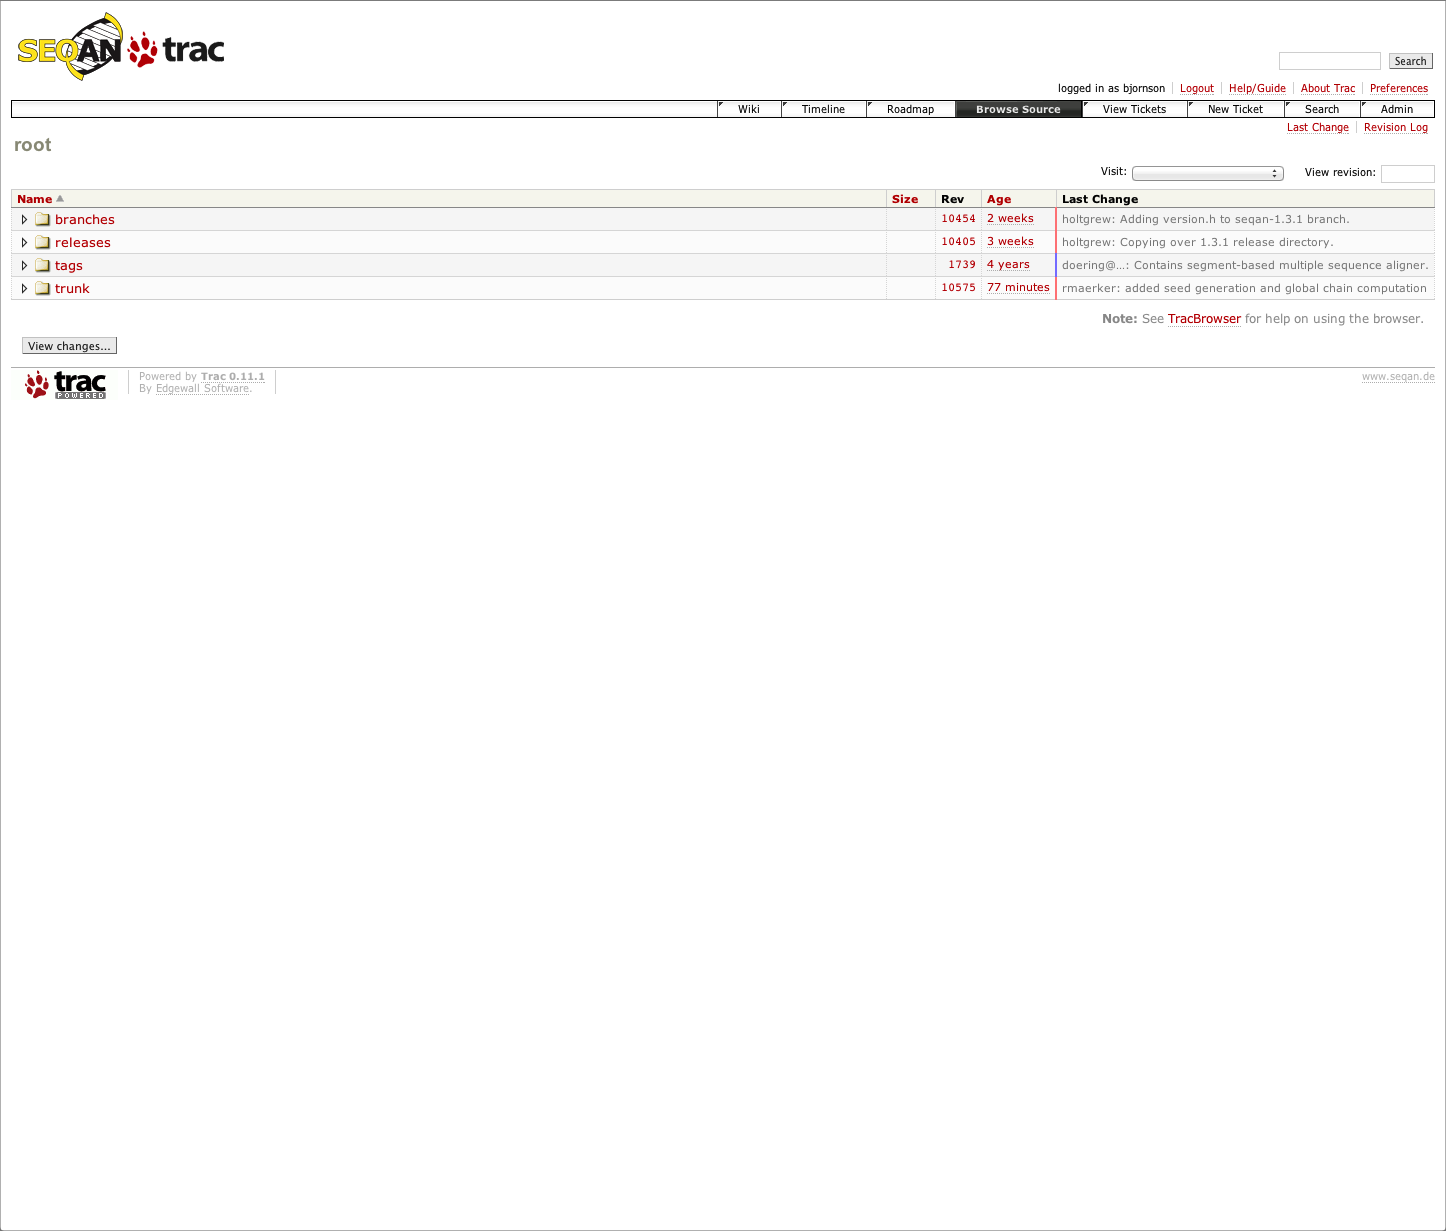 SEQAN trac
Search
logged in as bjornson Logout Help/Guide About Trac Preferences
Wiki Timeline Roadmap Browse Source View Tickets New Ticket Search Admin
Last Change Revision Log
root
Visit: View revision:
Name Size Rev Age Last Change
branches 10454 2 weeks holtgrew: Adding version.h to seqan-1.3.1 branch.
releases 10405 3 weeks holtgrew: Copying over 1.3.1 release directory.
tags 1739 4 years doering@...: Contains segment-based multiple sequence aligner.
trunk 10575 77 minutes rmaerker: added seed generation and global chain computation
Note: See TracBrowser for help on using the browser.
View changes...
trac POWERED
Powered by Trac 0.11.1
By Edgewall Software.
www.seqan.de